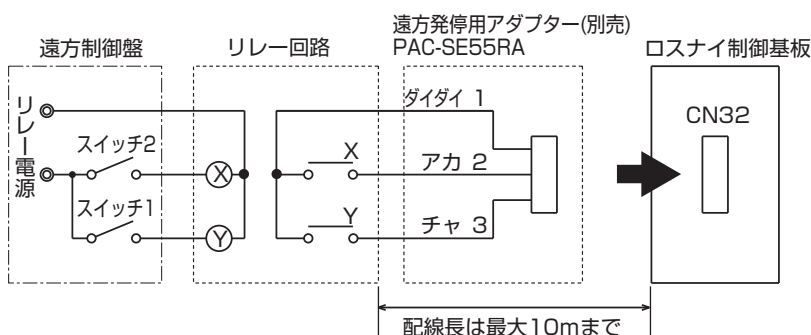 遠方制御盤
リレー回路
遠方発停用アダプター(別売)
PAC-SE55RA
ロスナイ制御基板
リレー電源
スイッチ2
スイッチ1
X
Y
X
Y
ダイダイ 1
アカ 2
チャ 3
CN32
配線長は最大10mまで